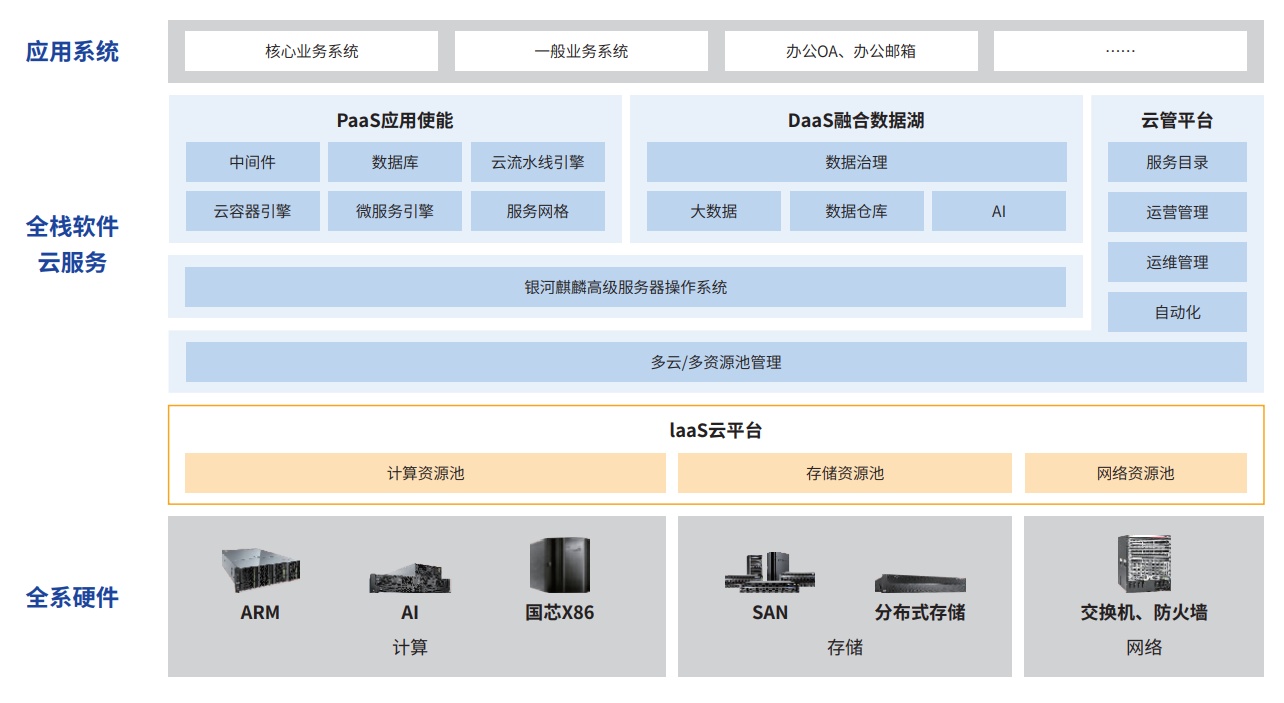 应用系统
核心业务系统
一般业务系统
办公OA、办公邮箱
……
全栈软件
云服务
PaaS应用使能
中间件
数据库
云流水线引擎
云容器引擎
微服务引擎
服务网格
DaaS融合数据湖
数据治理
大数据
数据仓库
AI
云管平台
服务目录
运营管理
运维管理
自动化
银河麒麟高级服务器操作系统
多云/多资源池管理
laaS云平台
计算资源池
存储资源池
网络资源池
全系硬件
ARM
AI
国芯X86
计算
SAN
分布式存储
存储
交换机、防火墙
网络